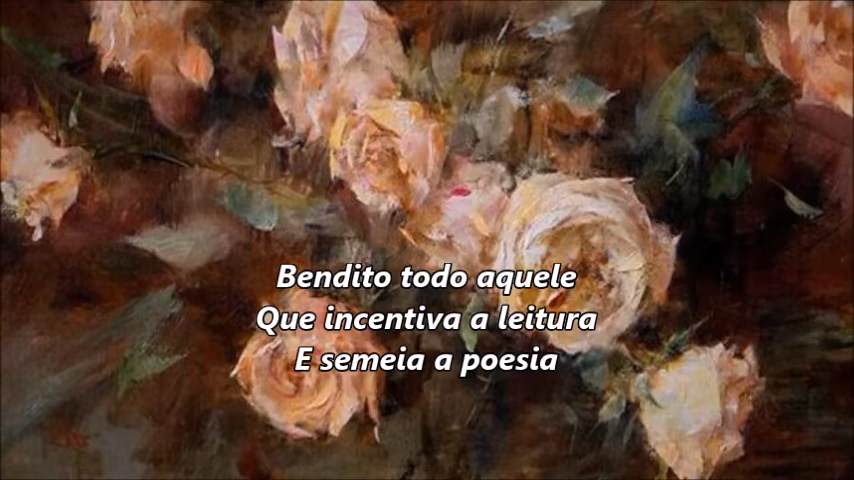 Bendito todo aquele
Que incentiva a leitura
E semeia a poesia